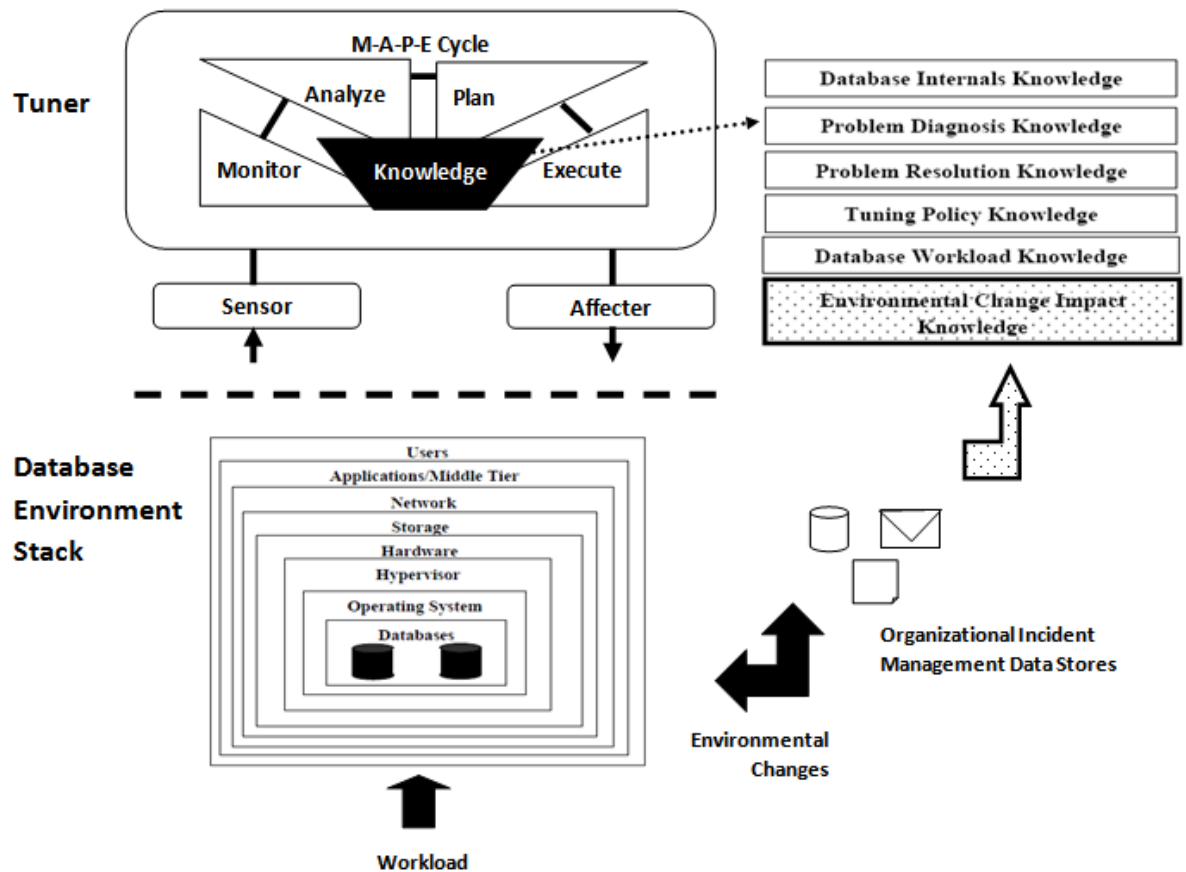 M-A-P-E Cycle
Tuner
Analyze
Plan
Monitor
Knowledge
Execute
Sensor
Affecter
Database Internals Knowledge
Problem Diagnosis Knowledge
Problem Resolution Knowledge
Tuning Policy Knowledge
Database Workload Knowledge
Environmental Change Impact
Knowledge
Database
Environment
Stack
Users
Applications/Middle Tier
Network
Storage
Hardware
Hypervisor
Operating System
Databases
Organizational Incident
Management Data Stores
Environmental
Changes
Workload